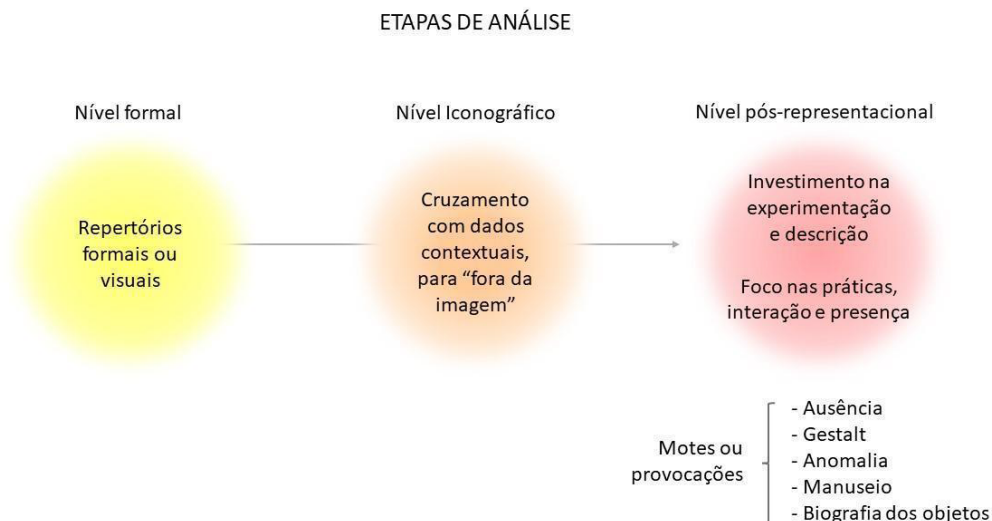 ETAPAS DE ANÁLISE
Nível formal
Repertórios
formais ou
visuais
Nível Iconográfico
Cruzamento
com dados
contextuais,
para “fora da
imagem”
Nível pós-representacional
Investimento na
experimentação
e descrição
Foco nas práticas,
interação e presença
Motes ou
provocações
- Ausência
- Gestalt
- Anomalia
- Manuseio
- Biografia dos objetos